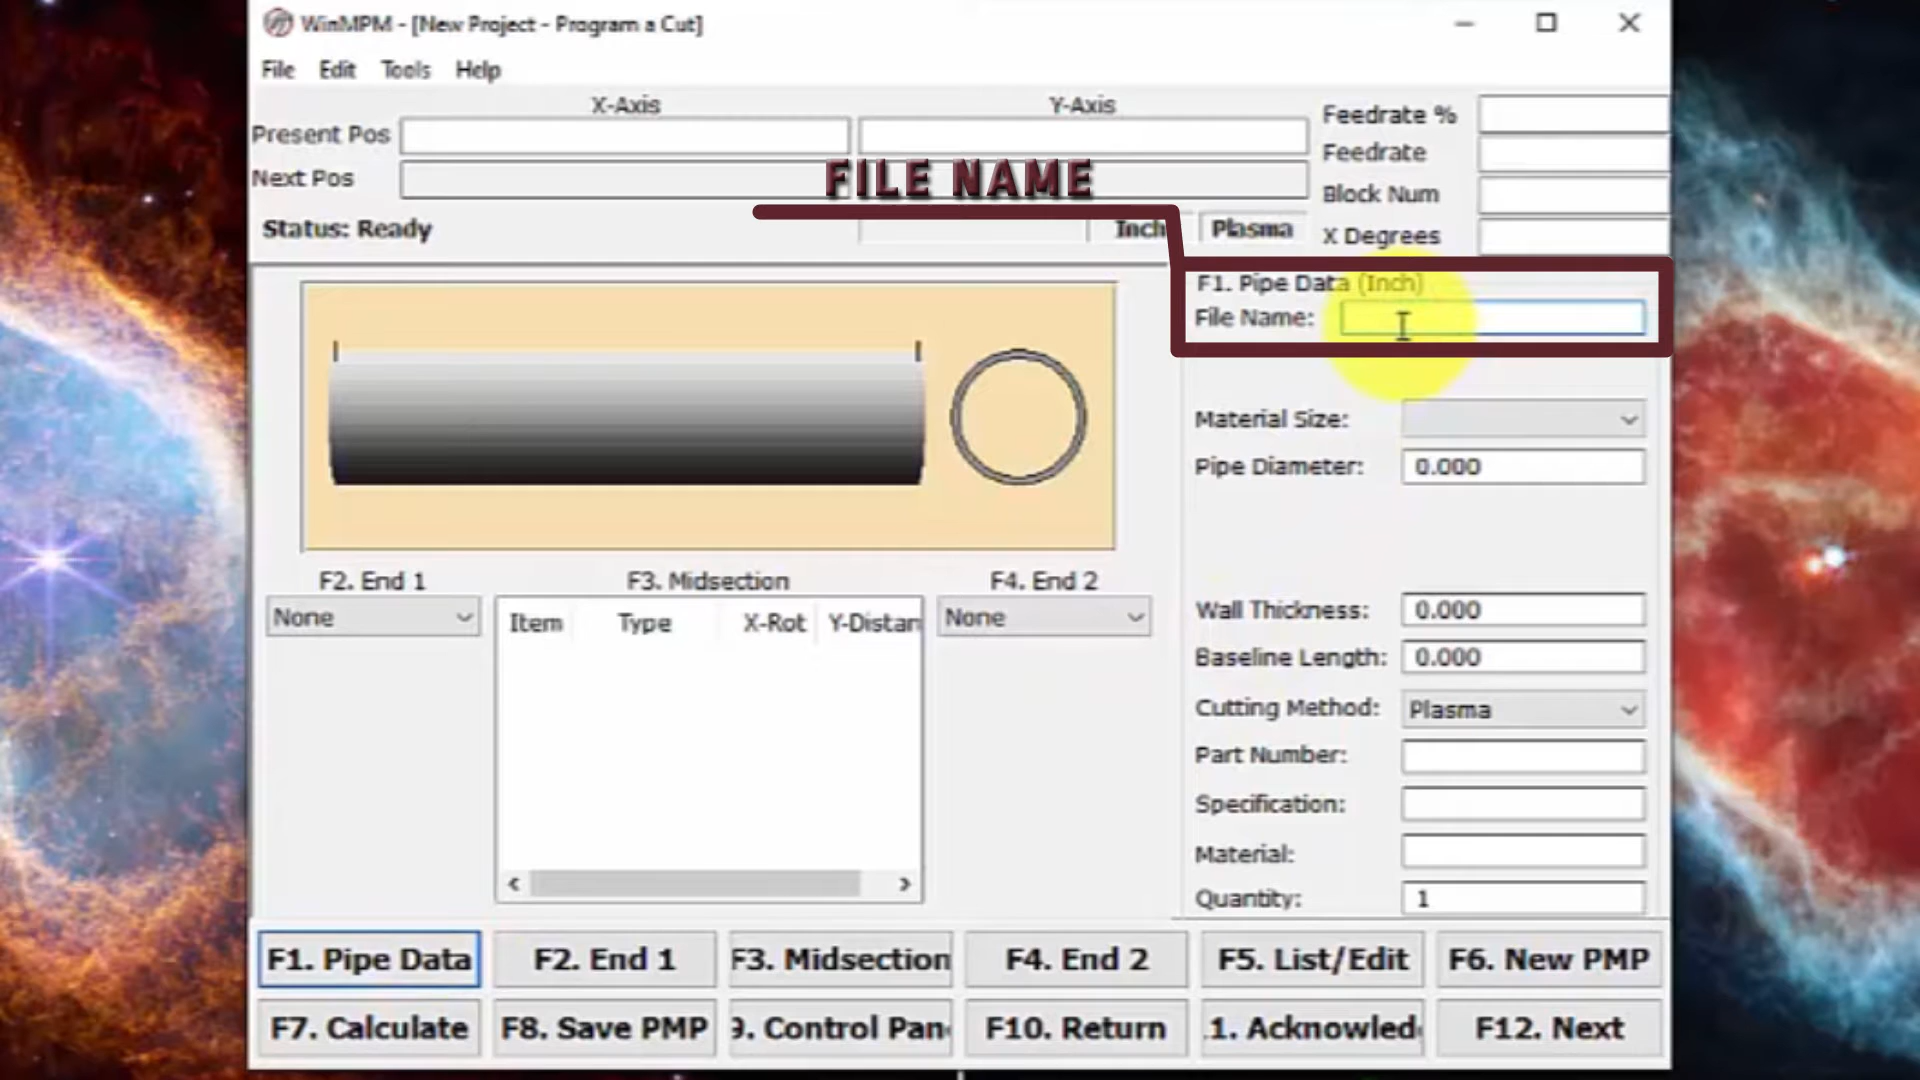 WinMPM - [New Project - Program a Cut]
File Edit Tools Help
X-Axis Y-Axis
Present Pos
Next Pos
Feedrate %
Feedrate
Block Num
X Degrees
FILE NAME
Status: Ready
Inch Plasma
F1. Pipe Data (Inch)
File Name:
Material Size:
Pipe Diameter: 0.000
Wall Thickness: 0.000
Baseline Length: 0.000
Cutting Method: Plasma
Part Number:
Specification:
Material:
Quantity: 1
F2. End 1
None
F3. Midsection
Item Type X-Rot Y-Distan
F4. End 2
None
F1. Pipe Data F2. End 1 F3. Midsection F4. End 2 F5. List/Edit F6. New PMP
F7. Calculate F8. Save PMP 9. Control Pan F10. Return 1. Acknowled F12. Next